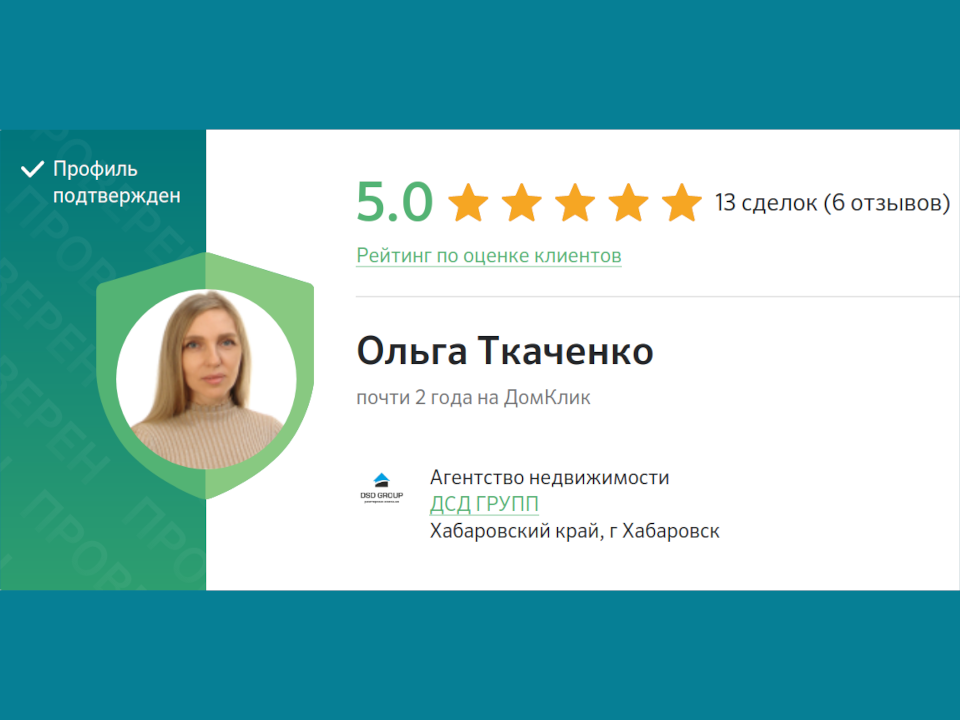 Профиль
подтвержден
5.0
13 сделок (6 отзывов)
Рейтинг по оценке клиентов
Ольга Ткаченко
почти 2 года на ДомКлик
DSD GROUP
Агентство недвижимости
ДСД ГРУПП
Хабаровский край, г Хабаровск
ПРОВЕРЕН